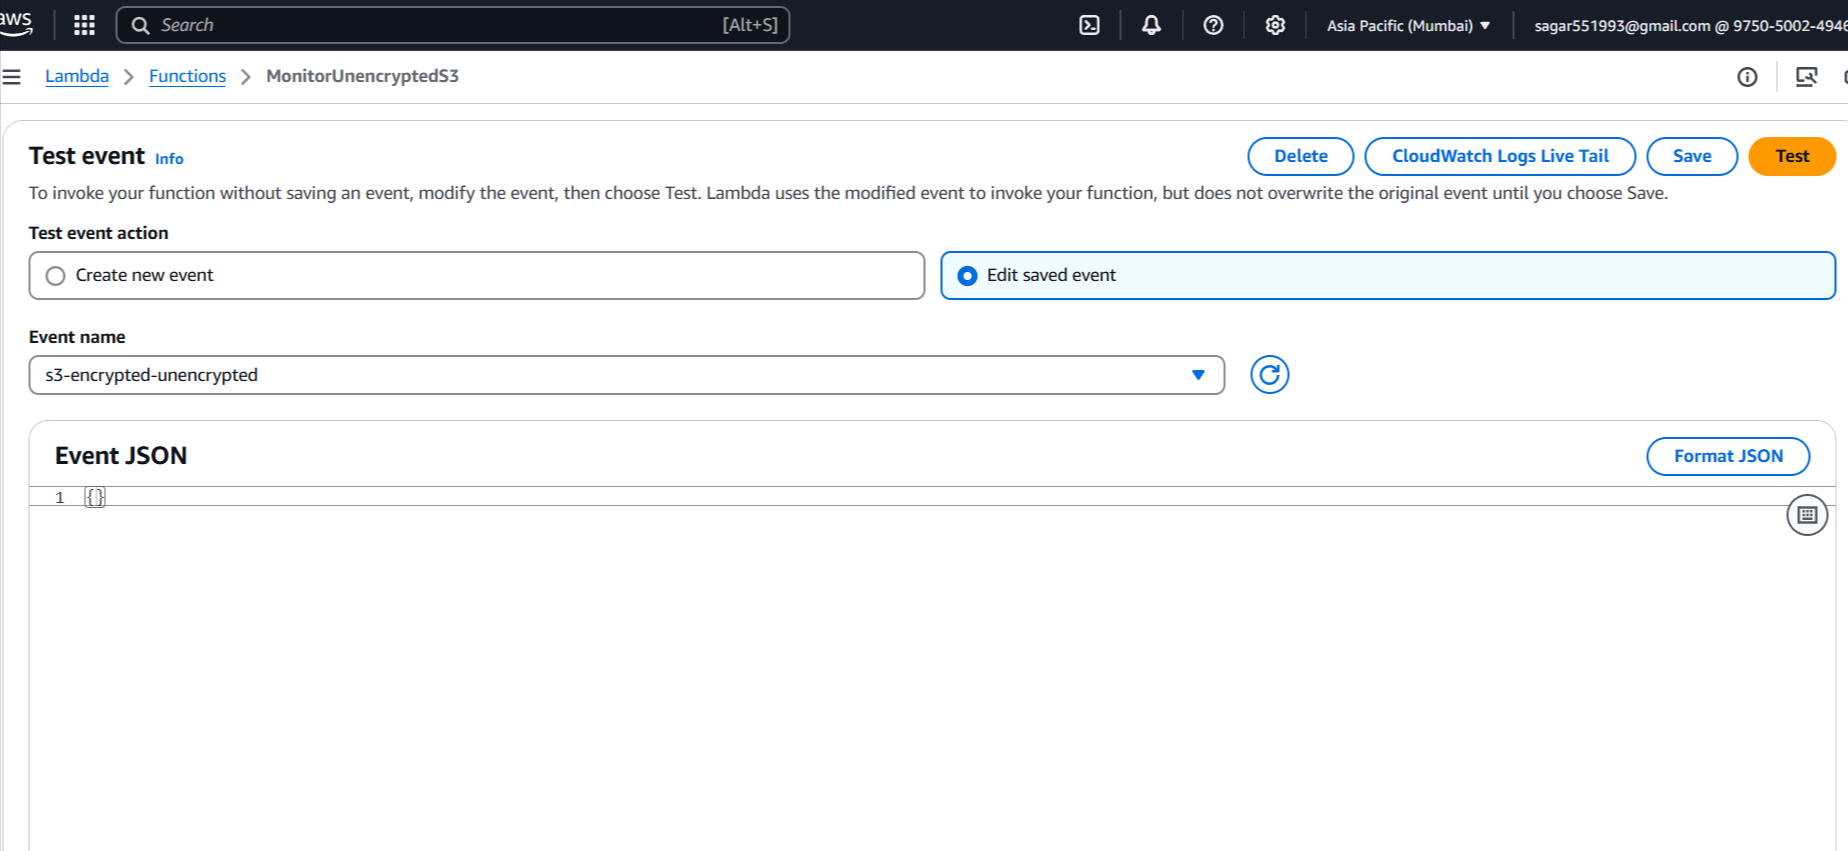 aws Search [Alt+S] Asia Pacific (Mumbai) sagar551993@gmail.com @ 9750-5002-4946
Lambda Functions MonitorUnencryptedS3
Test event Info Delete CloudWatch Logs Live Tail Save Test
To invoke your function without saving an event, modify the event, then choose Test. Lambda uses the modified event to invoke your function, but does not overwrite the original event until you choose Save.
Test event action
Create new event Edit saved event
Event name
s3-encrypted-unencrypted
Event JSON Format JSON
1 {}